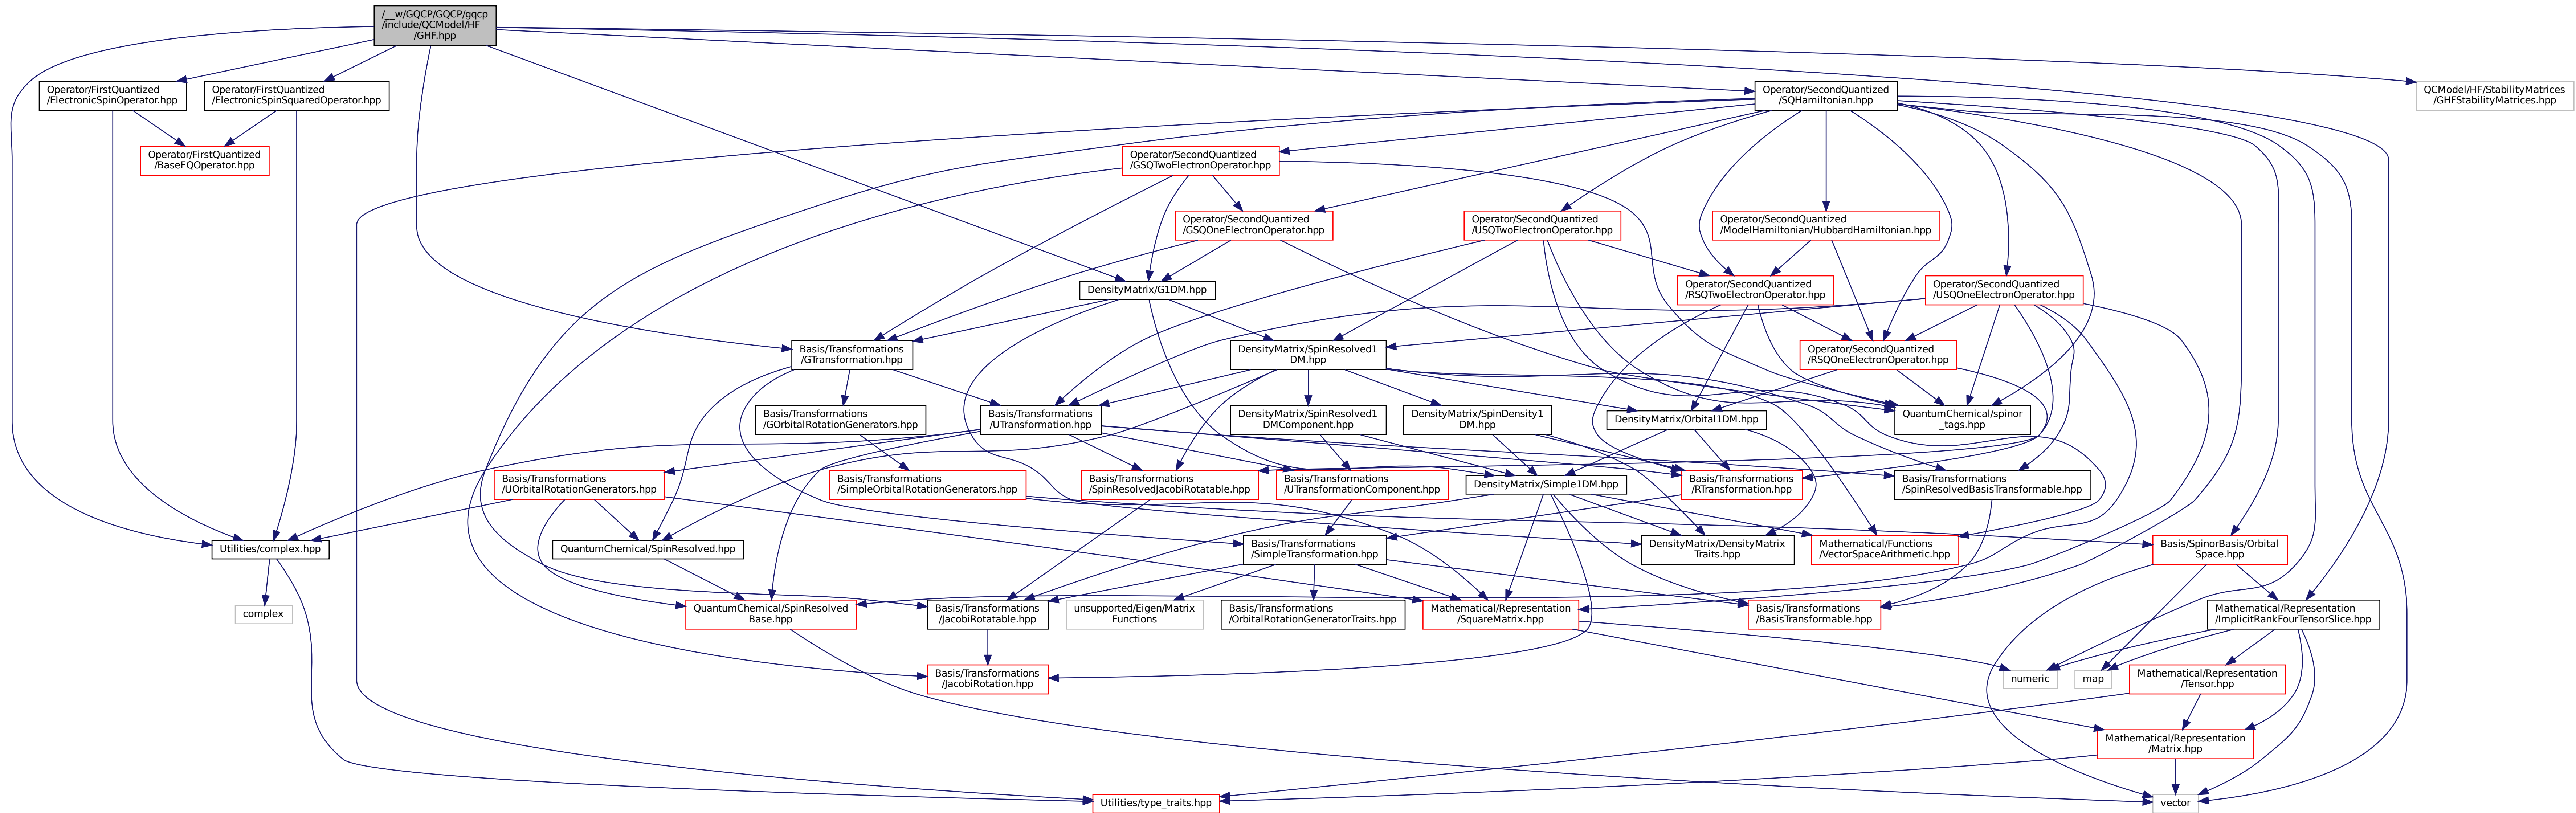 /__w/GQCP/GQCP/gqcp
/include/QCModel/HF
/GHF.hpp
Operator/FirstQuantized
/ElectronicSpinOperator.hpp
Operator/FirstQuantized
/ElectronicSpinSquaredOperator.hpp
Operator/SecondQuantized
/SQHamiltonian.hpp
QCModel/HF/StabilityMatrices
/GHFStabilityMatrices.hpp
Operator/FirstQuantized
/BaseFQOperator.hpp
Operator/SecondQuantized
/GSQTwoElectronOperator.hpp
Operator/SecondQuantized
/GSQOneElectronOperator.hpp
Operator/SecondQuantized
/USQTwoElectronOperator.hpp
Operator/SecondQuantized
/ModelHamiltonian/HubbardHamiltonian.hpp
DensityMatrix/G1DM.hpp
Operator/SecondQuantized
/RSQTwoElectronOperator.hpp
Operator/SecondQuantized
/USQOneElectronOperator.hpp
Basis/Transformations
/GTransformation.hpp
DensityMatrix/SpinResolved1
DM.hpp
Operator/SecondQuantized
/RSQOneElectronOperator.hpp
Basis/Transformations
/GOrbitalRotationGenerators.hpp
Basis/Transformations
/UTransformation.hpp
DensityMatrix/SpinResolved1
DMComponent.hpp
DensityMatrix/SpinDensity1
DM.hpp
DensityMatrix/Orbital1DM.hpp
QuantumChemical/spinor
_tags.hpp
Basis/Transformations
/UOrbitalRotationGenerators.hpp
Basis/Transformations
/SimpleOrbitalRotationGenerators.hpp
Basis/Transformations
/SpinResolvedJacobiRotatable.hpp
Basis/Transformations
/UTransformationComponent.hpp
DensityMatrix/Simple1DM.hpp
Basis/Transformations
/RTransformation.hpp
Basis/Transformations
/SpinResolvedBasisTransformable.hpp
Utilities/complex.hpp
QuantumChemical/SpinResolved.hpp
Basis/Transformations
/SimpleTransformation.hpp
DensityMatrix/DensityMatrix
Traits.hpp
Mathematical/Functions
/VectorSpaceArithmetic.hpp
Basis/SpinorBasis/Orbital
Space.hpp
complex
QuantumChemical/SpinResolved
Base.hpp
Basis/Transformations
/JacobiRotatable.hpp
unsupported/Eigen/Matrix
Functions
Basis/Transformations
/OrbitalRotationGeneratorTraits.hpp
Mathematical/Representation
/SquareMatrix.hpp
Basis/Transformations
/BasisTransformable.hpp
Mathematical/Representation
/ImplicitRankFourTensorSlice.hpp
Basis/Transformations
/JacobiRotation.hpp
numeric
map
Mathematical/Representation
/Tensor.hpp
Mathematical/Representation
/Matrix.hpp
Utilities/type_traits.hpp
vector